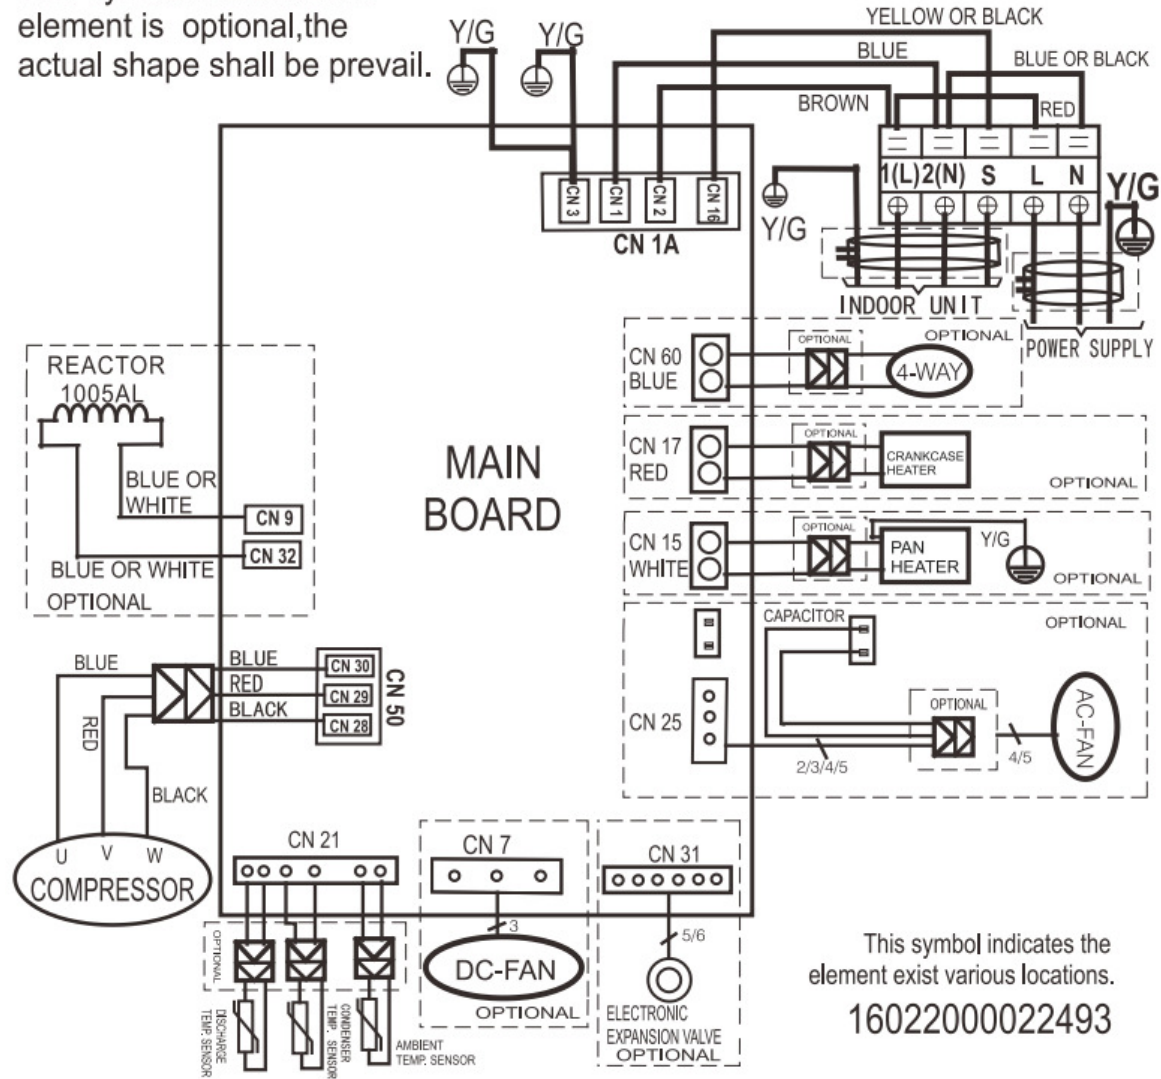 element is optional,the
actual shape shall be prevail.
Y/G
Y/G
YELLOW OR BLACK
BLUE
BLUE OR BLACK
BROWN
RED
1(L) 2(N) S L N
Y/G
Y/G
CN 3
CN 1
CN 2
CN 16
CN 1A
INDOOR UNIT
POWER SUPPLY
REACTOR
1005AL
BLUE OR
WHITE
CN 9
CN 32
BLUE OR WHITE
OPTIONAL
MAIN
BOARD
CN 60
BLUE
OPTIONAL
OPTIONAL
4-WAY
CN 17
RED
OPTIONAL
CRANKCASE
HEATER
OPTIONAL
CN 15
WHITE
OPTIONAL
PAN
HEATER
Y/G
OPTIONAL
CAPACITOR
OPTIONAL
CN 25
OPTIONAL
2/3/4/5
4/5
AC-FAN
BLUE
RED
BLACK
BLUE
RED
BLACK
CN 30
CN 29
CN 28
CN 50
U V W
COMPRESSOR
CN 21
OPTIONAL
DISCHARGE
TEMP. SENSOR
CONDENSER
TEMP. SENSOR
AMBIENT
TEMP. SENSOR
CN 7
3
DC-FAN
OPTIONAL
CN 31
5/6
ELECTRONIC
EXPANSION VALVE
OPTIONAL
This symbol indicates the
element exist various locations.
16022000022493